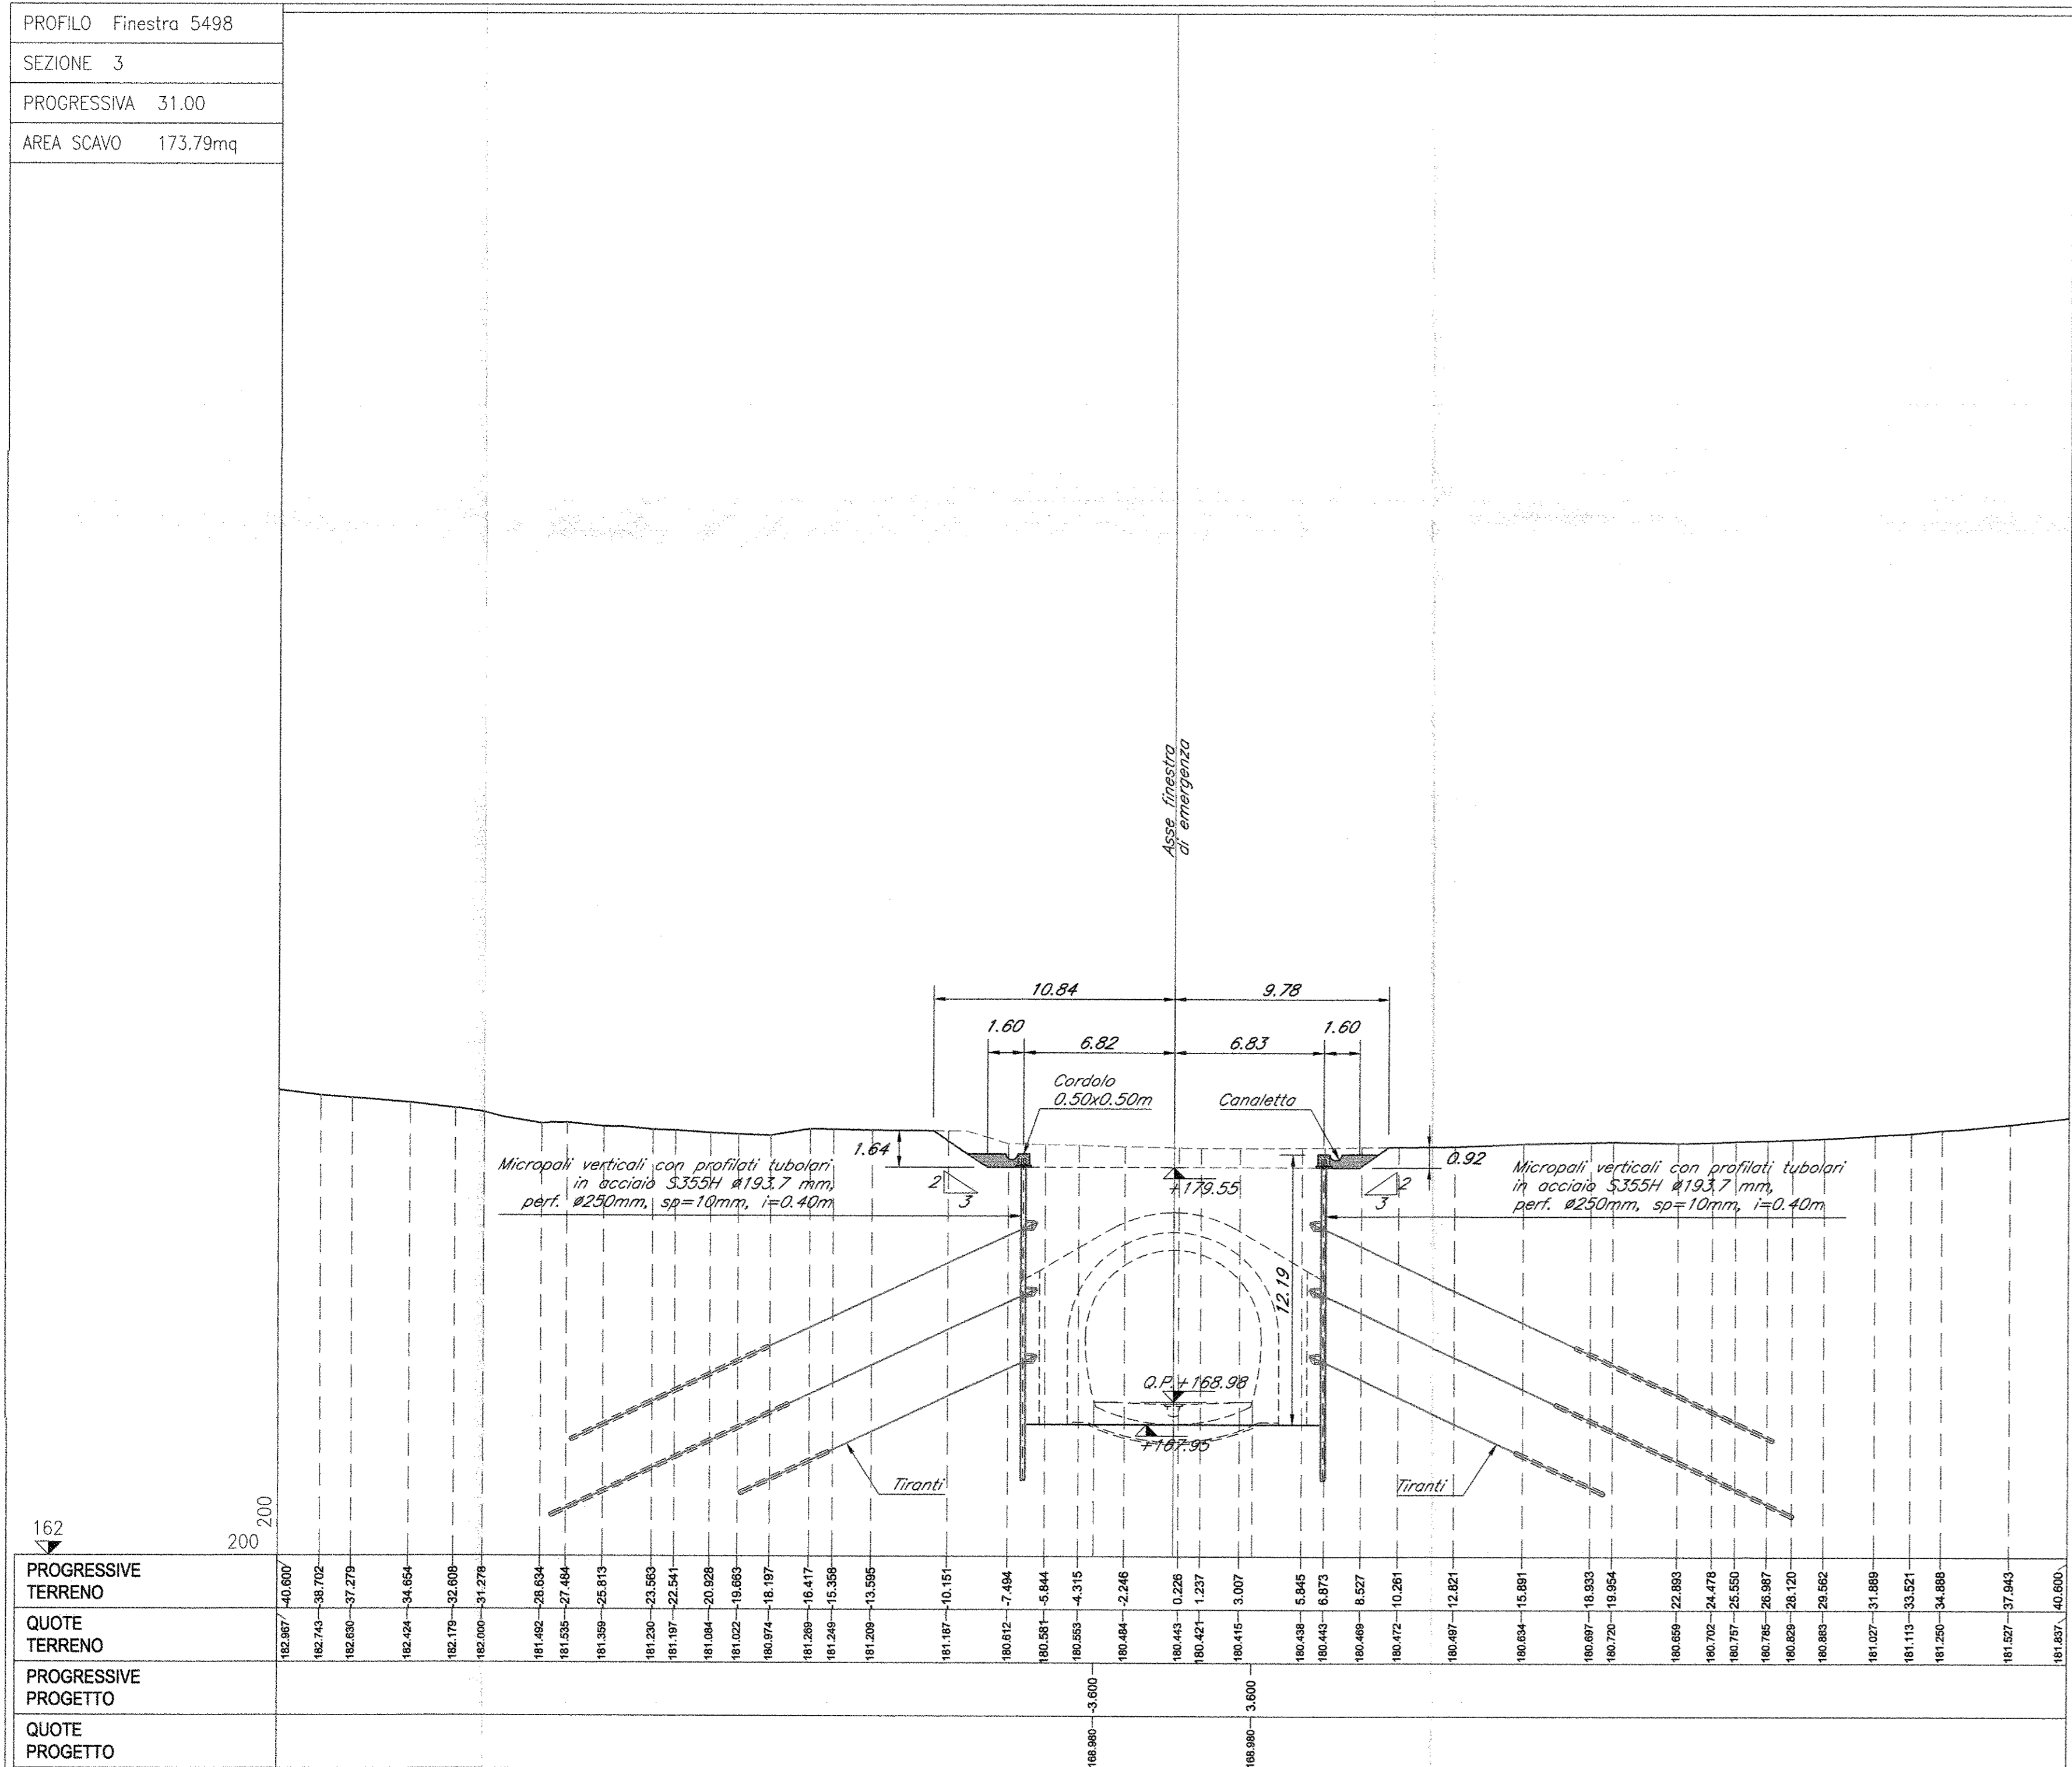 PROFILO Finestra 5498
SEZIONE 3
PROGRESSIVA 31.00
AREA SCAVO 173.79mq
Asse finestra
di emergenza
10.84
9.78
1.60
6.82
6.83
1.60
Cordolo
0.50x0.50m
Canaletta
1.64
0.92
Micropali verticali con profilati tubolari
in acciaio S355H ø193.7 mm,
perf. ø250mm, sp=10mm, i=0.40m
2
3
+179.55
2
3
Micropali verticali con profilati tubolari
in acciaio S355H ø193.7 mm,
perf. ø250mm, sp=10mm, i=0.40m
12.19
Q.P.+168.98
+167.95
Tiranti
Tiranti
162
200
200
PROGRESSIVE
TERRENO
-40.600 -38.702 -37.279 -34.654 -32.608 -31.278 -28.634 -27.484 -25.813 -23.563 -22.541 -20.928 -19.663 -18.197 -16.417 -15.358 -13.595 -10.151 -7.494 -5.844 -4.315 -2.246 0.226 1.237 3.007 5.845 6.873 8.527 10.261 12.821 15.891 18.933 19.954 22.893 24.478 25.550 26.987 28.120 29.562 31.889 33.521 34.888 37.943 40.600
QUOTE
TERRENO
182.967 182.743 182.630 182.424 182.179 182.000 181.492 181.535 181.359 181.230 181.197 181.084 181.022 180.974 181.269 181.249 181.209 181.167 180.612 180.581 180.553 180.484 180.443 180.421 180.415 180.438 180.443 180.469 180.472 180.497 180.634 180.697 180.720 180.659 180.702 180.757 180.785 180.829 180.883 181.027 181.113 181.250 181.527 181.837
PROGRESSIVE
PROGETTO
-3.600 3.600
QUOTE
PROGETTO
168.980 168.980